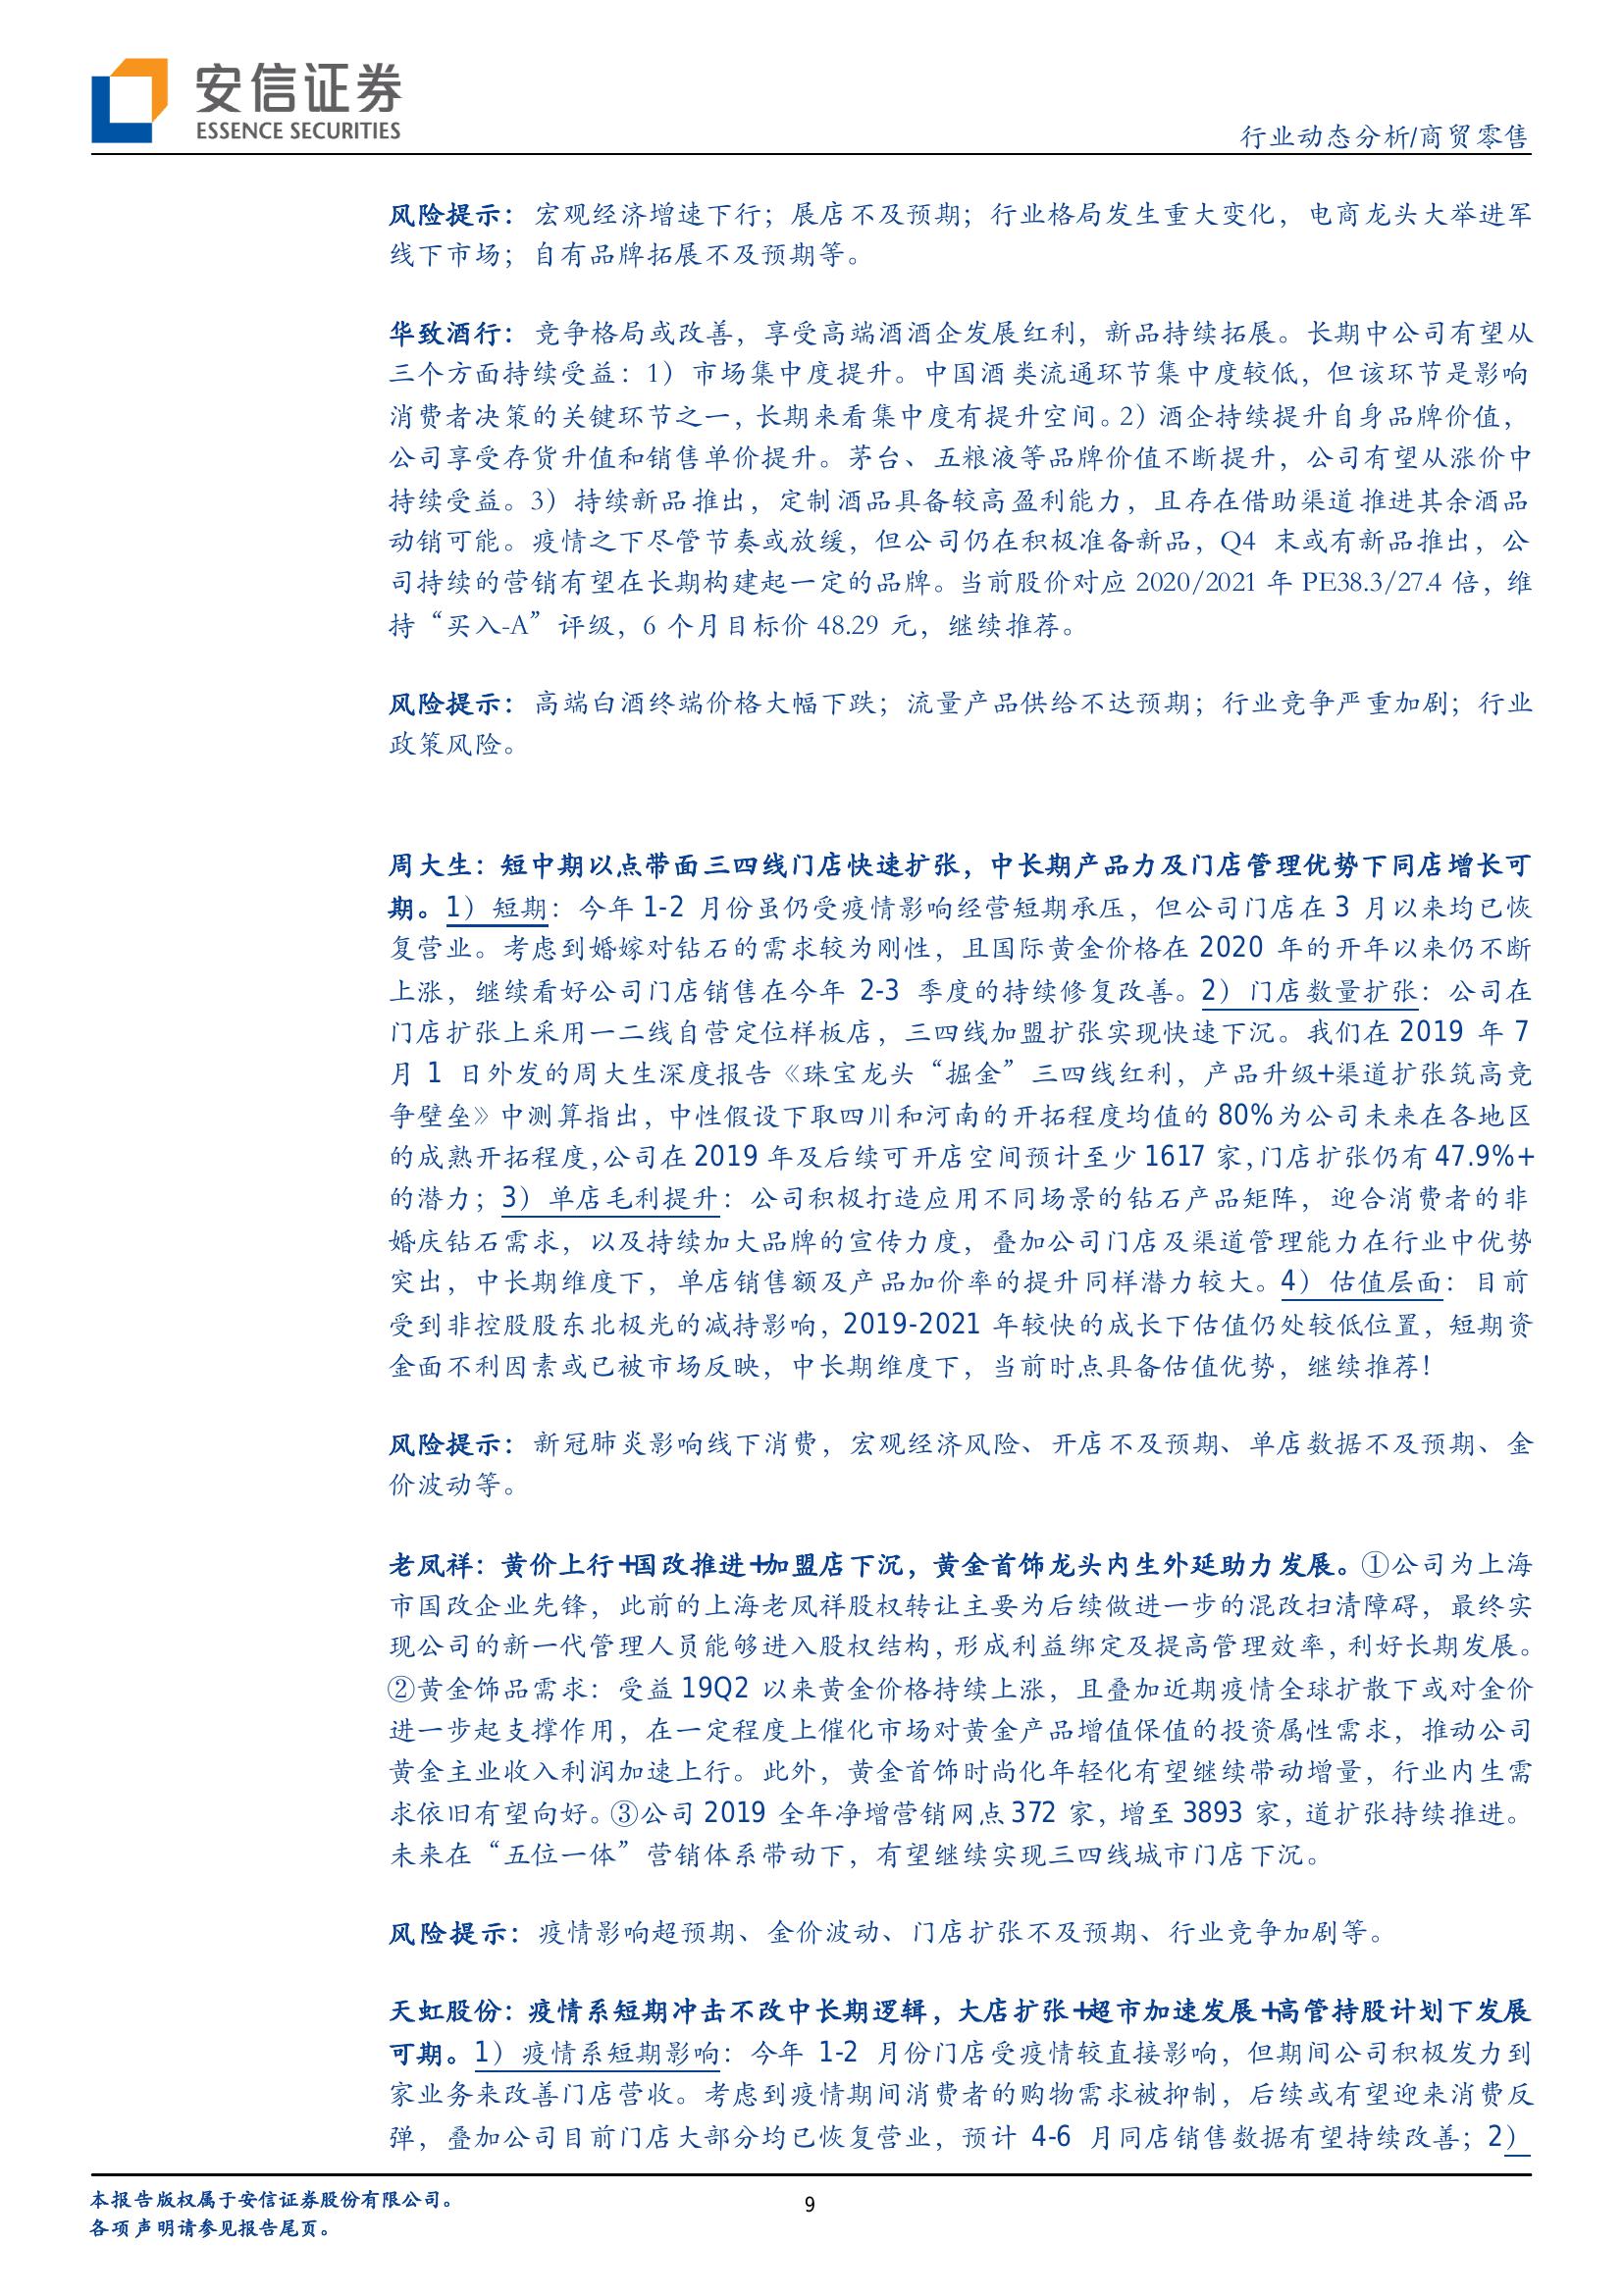 安信证券
ESSENCE SECURITIES
行业动态分析/商贸零售
风险提示：宏观经济增速下行；展店不及预期；行业格局发生重大变化，电商龙头大举进军
线下市场；自有品牌拓展不及预期等。
华致酒行：竞争格局或改善，享受高端酒酒企发展红利，新品持续拓展。长期中公司有望从
三个方面持续受益：1）市场集中度提升。中国酒类流通环节集中度较低，但该环节是影响
消费者决策的关键环节之一，长期来看集中度有提升空间。2）酒企持续提升自身品牌价值，
公司享受存货升值和销售单价提升。茅台、五粮液等品牌价值不断提升，公司有望从涨价中
持续受益。3）持续新品推出，定制酒品具备较高盈利能力，且存在借助渠道推进其余酒品
动销可能。疫情之下尽管节奏或放缓，但公司仍在积极准备新品，Q4 末或有新品推出，公
司持续的营销有望在长期构建起一定的品牌。当前股价对应 2020/2021 年 PE38.3/27.4 倍，维
持“买入-A”评级，6 个月目标价 48.29 元，继续推荐。
风险提示：高端白酒终端价格大幅下跌；流量产品供给不达预期；行业竞争严重加剧；行业
政策风险。
周大生：短中期以点带面三四线门店快速扩张，中长期产品力及门店管理优势下同店增长可
期。1）短期：今年 1-2 月份虽仍受疫情影响经营短期承压，但公司门店在 3 月以来均已恢
复营业。考虑到婚嫁对钻石的需求较为刚性，且国际黄金价格在 2020 年的开年以来仍不断
上涨，继续看好公司门店销售在今年 2-3 季度的持续修复改善。2）门店数量扩张：公司在
门店扩张上采用一二线自营定位样板店，三四线加盟扩张实现快速下沉。我们在 2019 年 7
月 1 日外发的周大生深度报告《珠宝龙头“掘金”三四线红利，产品升级+渠道扩张筑高竞
争壁垒》中测算指出，中性假设下取四川和河南的开拓程度均值的 80%为公司未来在各地区
的成熟开拓程度，公司在 2019 年及后续可开店空间预计至少 1617 家，门店扩张仍有 47.9%+
的潜力；3）单店毛利提升：公司积极打造应用不同场景的钻石产品矩阵，迎合消费者的非
婚庆钻石需求，以及持续加大品牌的宣传力度，叠加公司门店及渠道管理能力在行业中优势
突出，中长期维度下，单店销售额及产品加价率的提升同样潜力较大。4）估值层面：目前
受到非控股股东北极光的减持影响，2019-2021 年较快的成长下估值仍处较低位置，短期资
金面不利因素或已被市场反映，中长期维度下，当前时点具备估值优势，继续推荐！
风险提示：新冠肺炎影响线下消费，宏观经济风险、开店不及预期、单店数据不及预期、金
价波动等。
老凤祥：黄价上行+国改推进+加盟店下沉，黄金首饰龙头内生外延助力发展。①公司为上海
市国改企业先锋，此前的上海老凤祥股权转让主要为后续做进一步的混改扫清障碍，最终实
现公司的新一代管理人员能够进入股权结构，形成利益绑定及提高管理效率，利好长期发展。
②黄金饰品需求：受益 19Q2 以来黄金价格持续上涨，且叠加近期疫情全球扩散下或对金价
进一步起支撑作用，在一定程度上催化市场对黄金产品增值保值的投资属性需求，推动公司
黄金主业收入利润加速上行。此外，黄金首饰时尚化年轻化有望继续带动增量，行业内生需
求依旧有望向好。③公司 2019 全年净增营销网点 372 家，增至 3893 家，道扩张持续推进。
未来在“五位一体”营销体系带动下，有望继续实现三四线城市门店下沉。
风险提示：疫情影响超预期、金价波动、门店扩张不及预期、行业竞争加剧等。
天虹股份：疫情系短期冲击不改中长期逻辑，大店扩张+超市加速发展+高管持股计划下发展
可期。1）疫情系短期影响：今年 1-2 月份门店受疫情较直接影响，但期间公司积极发力到
家业务来改善门店营收。考虑到疫情期间消费者的购物需求被抑制，后续或有望迎来消费反
弹，叠加公司目前门店大部分均已恢复营业，预计 4-6 月同店销售数据有望持续改善；2）
本报告版权属于安信证券股份有限公司。
9
各项声明请参见报告尾页。